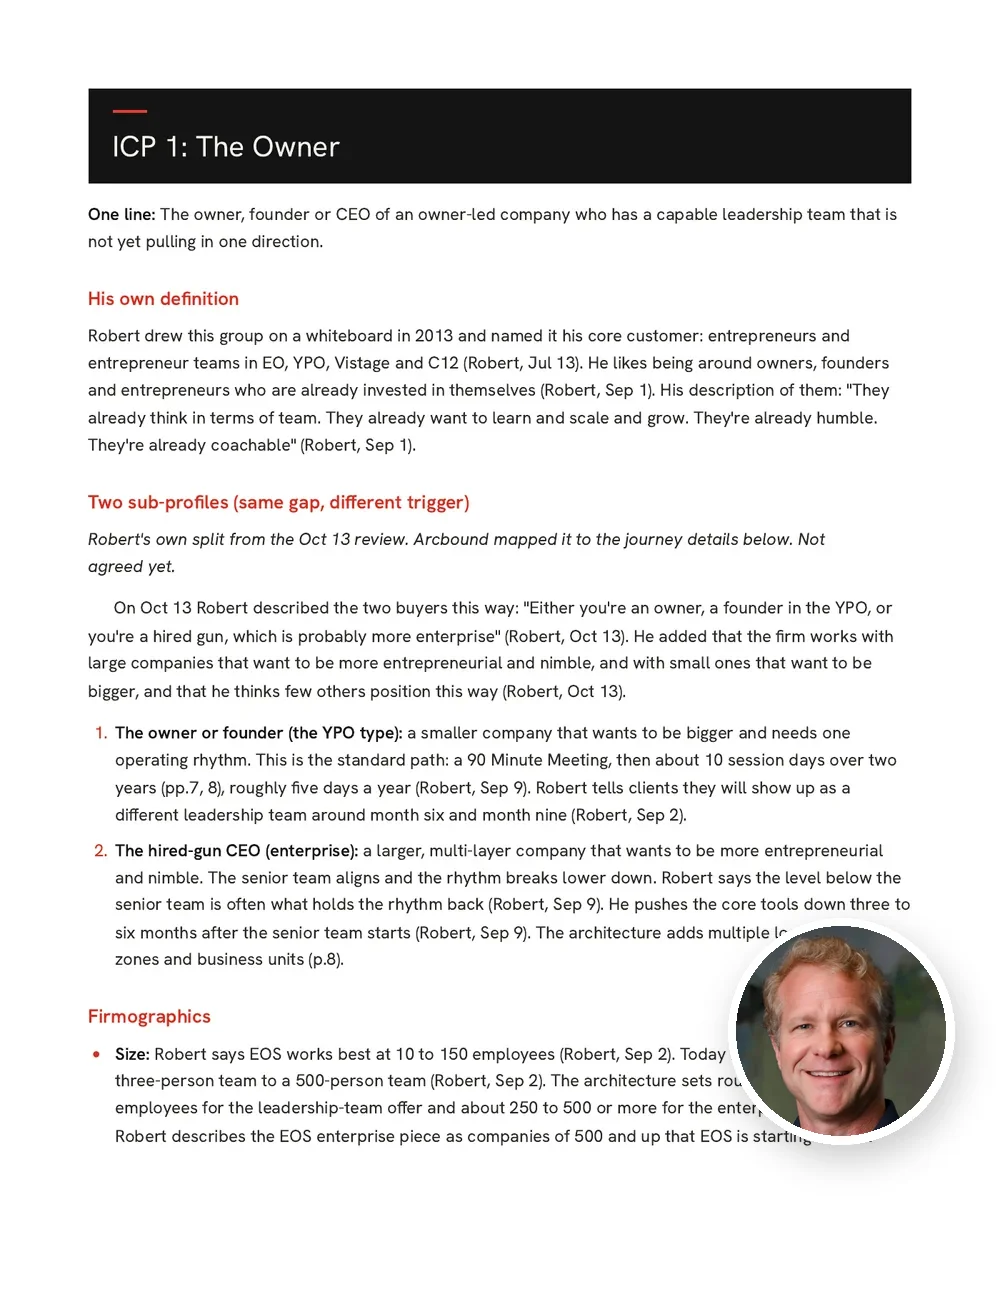 ICP 1: The Owner
One line: The owner, founder or CEO of an owner-led company who has a capable leadership team that is
not yet pulling in one direction.
His own definition
Robert drew this group on a whiteboard in 2013 and named it his core customer: entrepreneurs and
entrepreneur teams in EO, YPO, Vistage and C12 (Robert, Jul 13). He likes being around owners, founders
and entrepreneurs who are already invested in themselves (Robert, Sep 1). His description of them: "They
already think in terms of team. They already want to learn and scale and grow. They're already humble.
They're already coachable" (Robert, Sep 1).
Two sub-profiles (same gap, different trigger)
Robert's own split from the Oct 13 review. Arcbound mapped it to the journey details below. Not
agreed yet.
On Oct 13 Robert described the two buyers this way: "Either you're an owner, a founder in the YPO, or
you're a hired gun, which is probably more enterprise" (Robert, Oct 13). He added that the firm works with
large companies that want to be more entrepreneurial and nimble, and with small ones that want to be
bigger, and that he thinks few others position this way (Robert, Oct 13).
1. The owner or founder (the YPO type): a smaller company that wants to be bigger and needs one
operating rhythm. This is the standard path: a 90 Minute Meeting, then about 10 session days over two
years (pp.7, 8), roughly five days a year (Robert, Sep 9). Robert tells clients they will show up as a
different leadership team around month six and month nine (Robert, Sep 2).
2. The hired-gun CEO (enterprise): a larger, multi-layer company that wants to be more entrepreneurial
and nimble. The senior team aligns and the rhythm breaks lower down. Robert says the level below the
senior team is often what holds the rhythm back (Robert, Sep 9). He pushes the core tools down three to
six months after the senior team starts (Robert, Sep 9). The architecture adds multiple
zones and business units (p.8).
Firmographics
• Size: Robert says EOS works best at 10 to 150 employees (Robert, Sep 2). Today
three-person team to a 500-person team (Robert, Sep 2). The architecture sets
employees for the leadership-team offer and about 250 to 500 or more for the
Robert describes the EOS enterprise piece as companies of 500 and up that EOS is starting